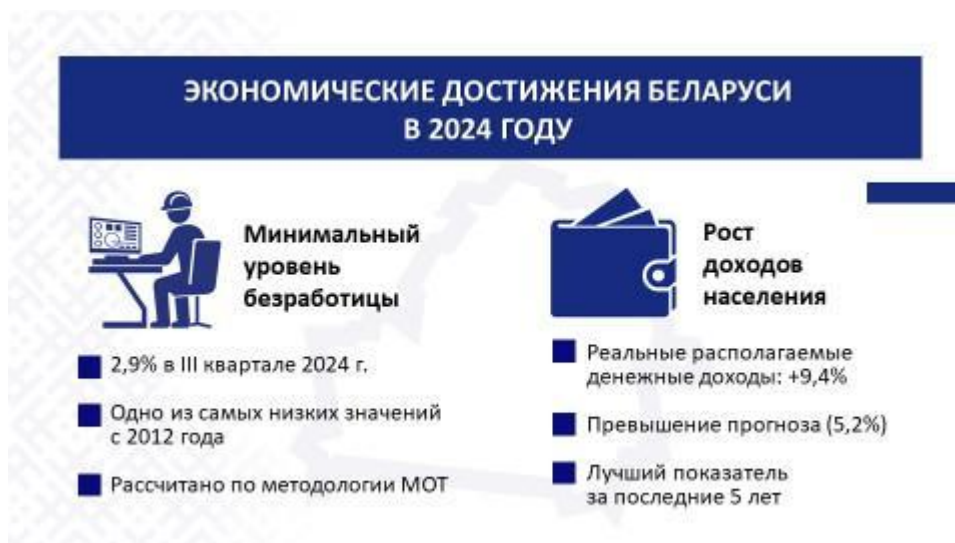 ЭКОНОМИЧЕСКИЕ ДОСТИЖЕНИЯ БЕЛАРУСИ
В 2024 ГОДУ
Минимальный
уровень
безработицы
2,9% в III квартале 2024 г.
Одно из самых низких значений
с 2012 года
Рассчитано по методологии МОТ
Рост
доходов
населения
Реальные располагаемые
денежные доходы: +9,4%
Превышение прогноза (5,2%)
Лучший показатель
за последние 5 лет